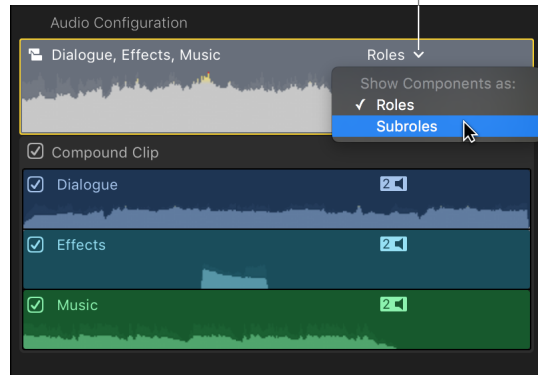 Audio Configuration
Dialogue, Effects, Music Roles
Show Components as:
✓ Roles
Subroles
Compound Clip
Dialogue 2
Effects 2
Music 2